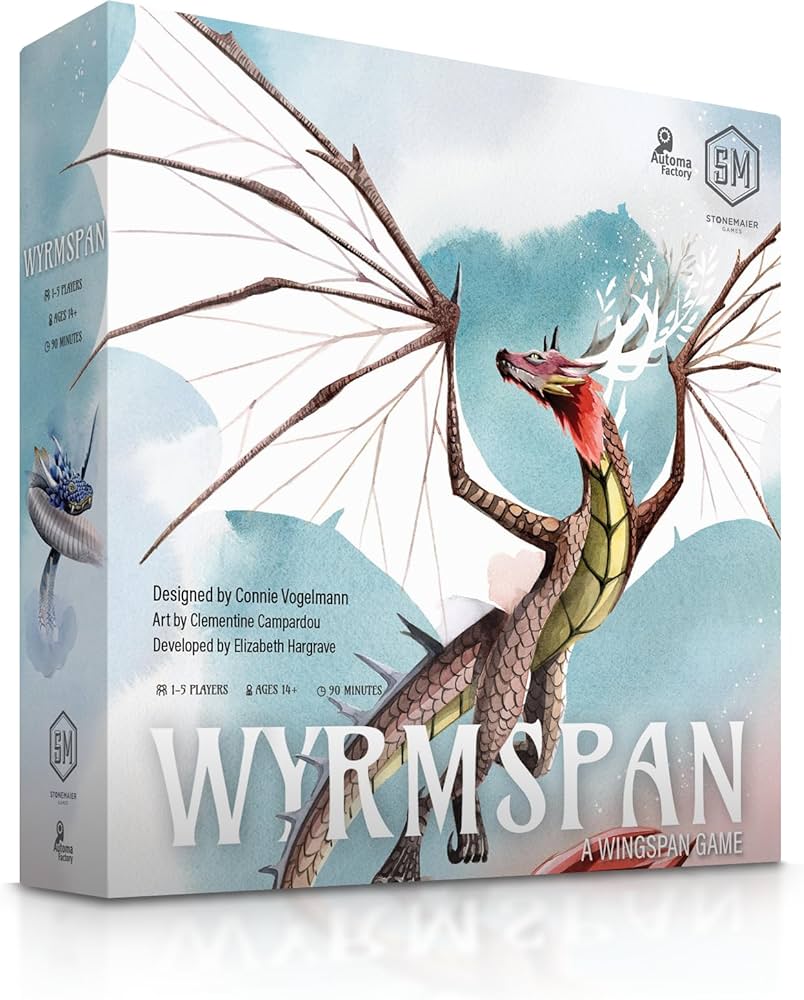 Automa
Factory
SM
STONEMAIER
GAMES
WYRMSPAN
1-5 PLAYERS
AGES 14+
90 MINUTES
Designed by Connie Vogelmann
Art by Clementine Campardou
Developed by Elizabeth Hargrave
1-5 PLAYERS AGES 14+ 90 MINUTES
WYRMSPAN
A WINGSPAN GAME
SM
STONEMAIER
GAMES
Automa
Factory